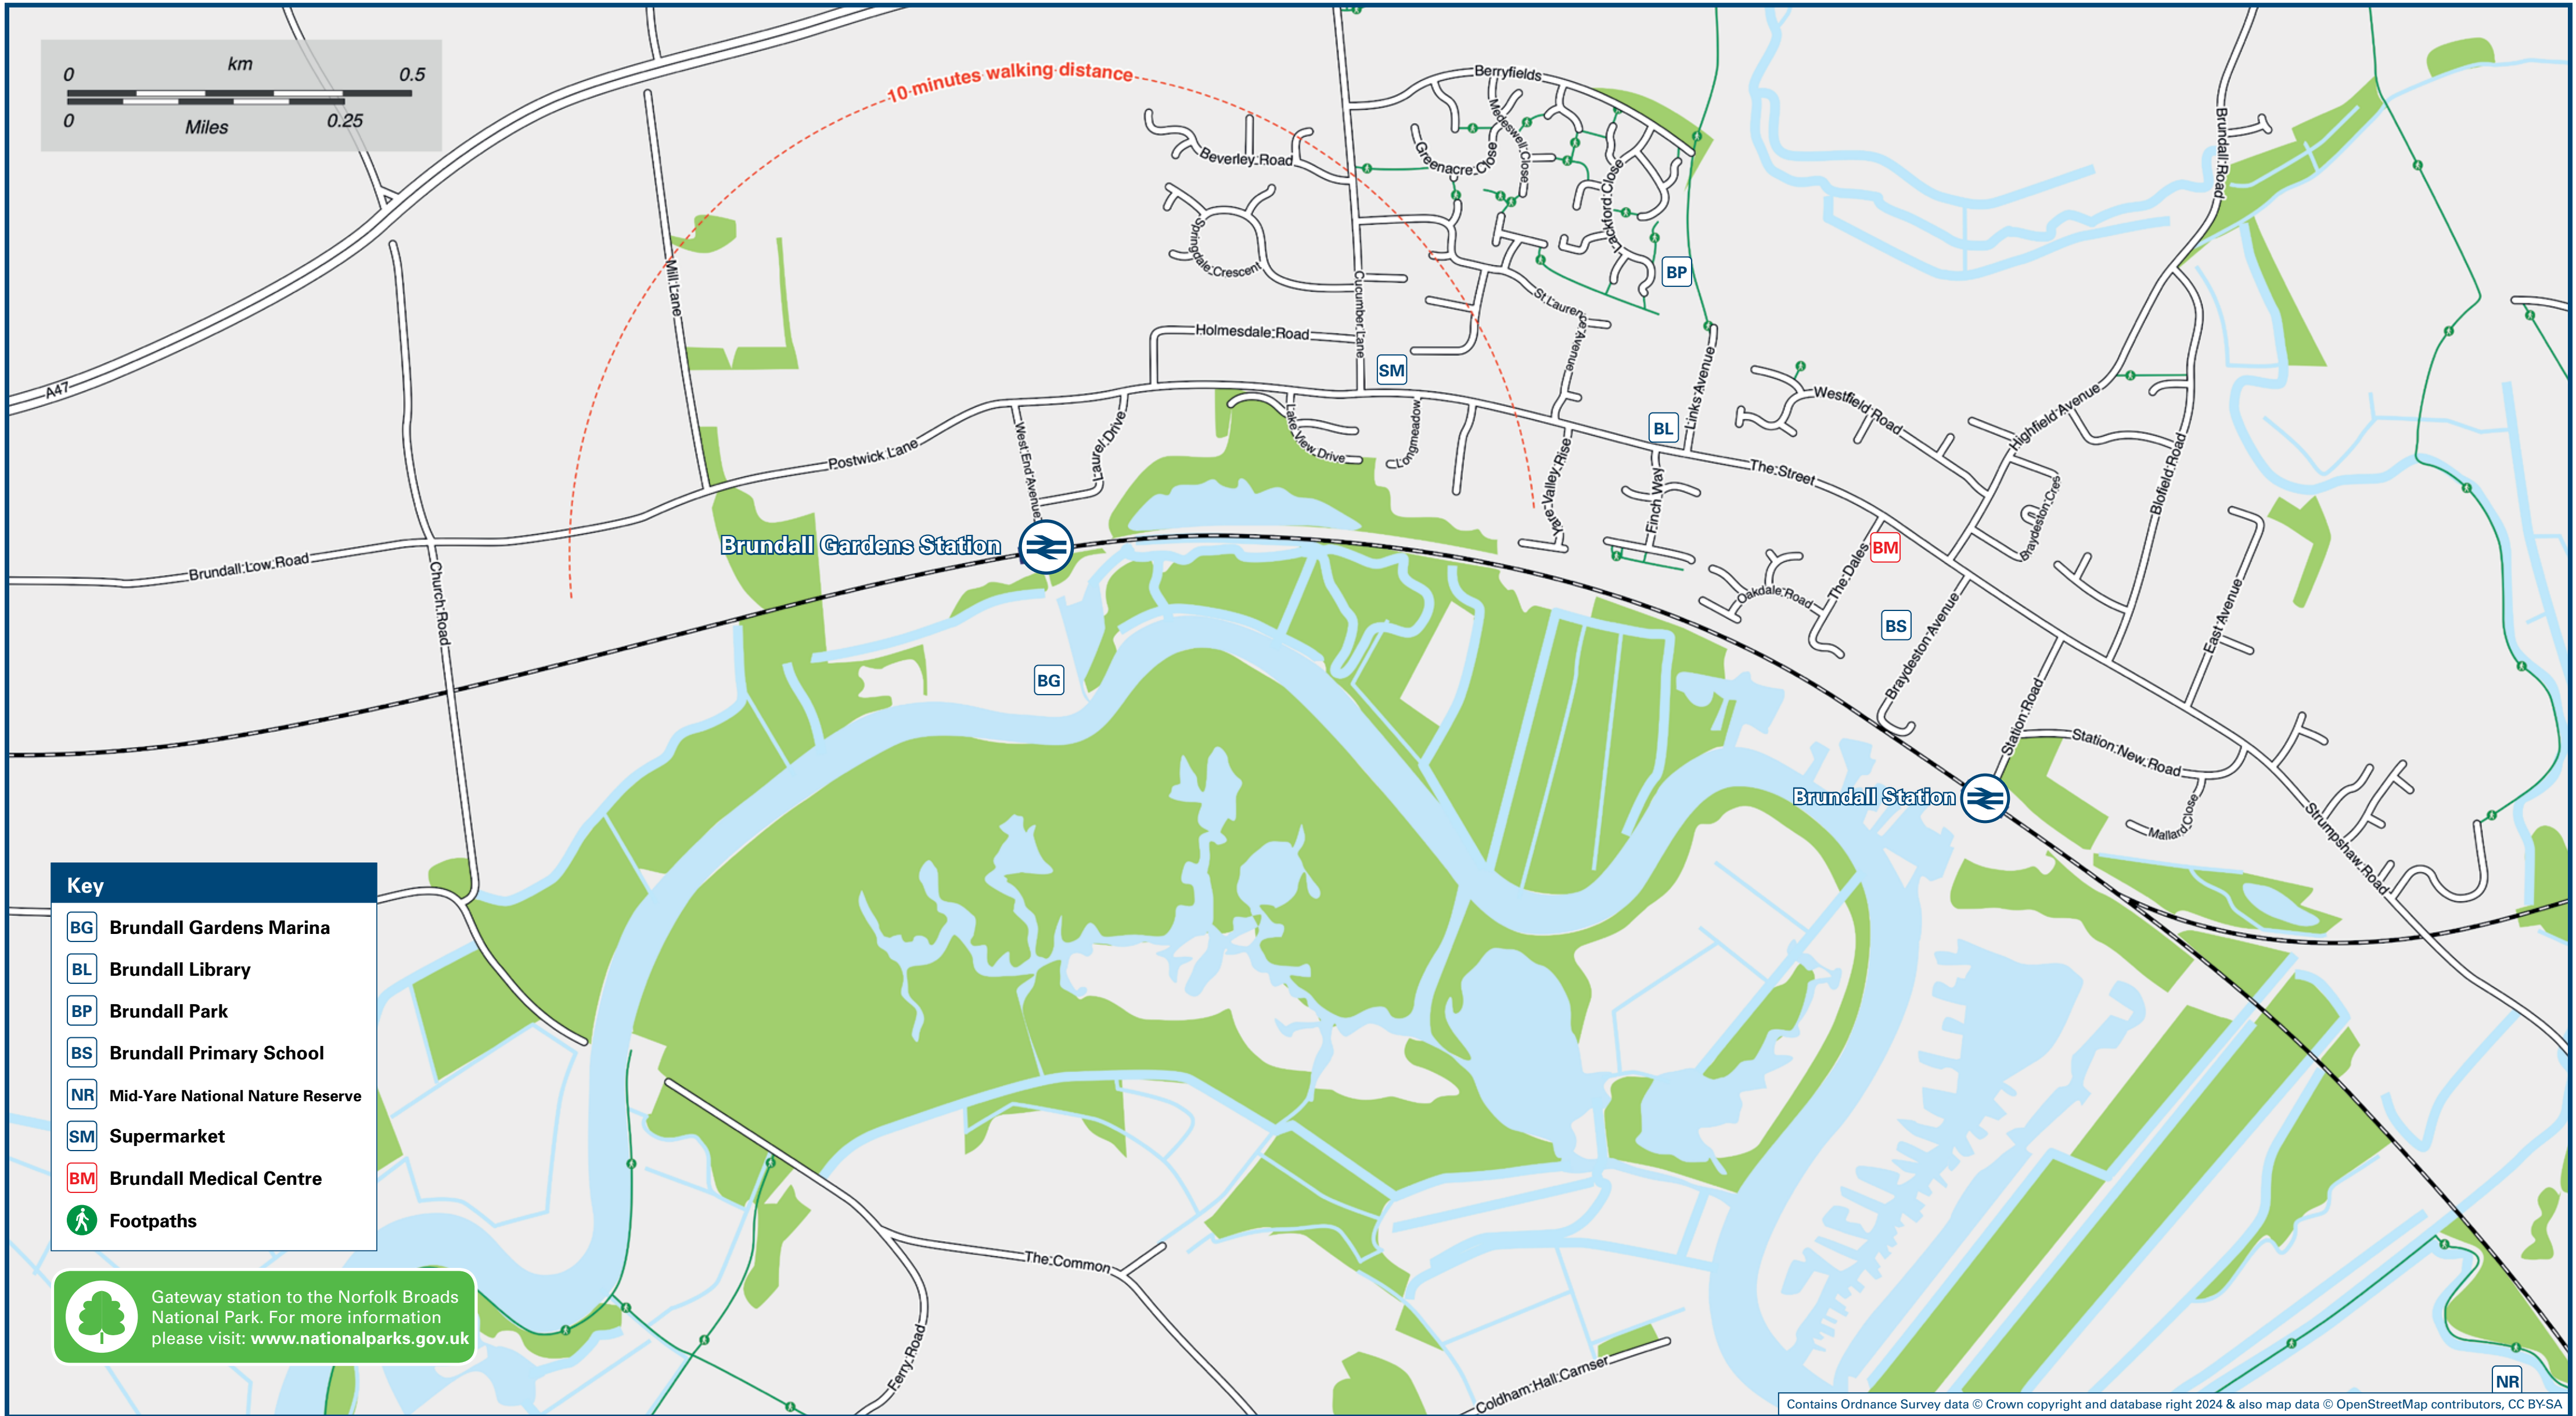 km
0 0.5
0 0.25
Miles
10 minutes walking distance
Berryfields
Medeswell Close
Greenacre Close
Lackford Close
Beverley Road
Springdale Crescent
Cucumber Lane
Brundall Road
Mill Lane
BP
St Laurence Avenue
Holmesdale Road
SM
Links Avenue
A47
Westfield Road
Highfield Avenue
BL
Lake View Drive
Longmeadow
West End Avenue
Laurel Drive
Postwick Lane
Yare Valley Rise
Finch Way
The Street
Braydeston Cres
Blofield Road
Brundall Gardens Station
BM
The Dales
Oakdale Road
Brundall Low Road
Church Road
BS
Braydeston Avenue
East Avenue
BG
Station Road
Station New Road
Brundall Station
Mallard Close
Strumpshaw Road
Key
BG Brundall Gardens Marina
BL Brundall Library
BP Brundall Park
BS Brundall Primary School
NR Mid-Yare National Nature Reserve
SM Supermarket
BM Brundall Medical Centre
Footpaths
The Common
Ferry Road
Coldham Hall Carnser
Gateway station to the Norfolk Broads
National Park. For more information
please visit: www.nationalparks.gov.uk
NR
Contains Ordnance Survey data © Crown copyright and database right 2024 & also map data © OpenStreetMap contributors, CC BY-SA